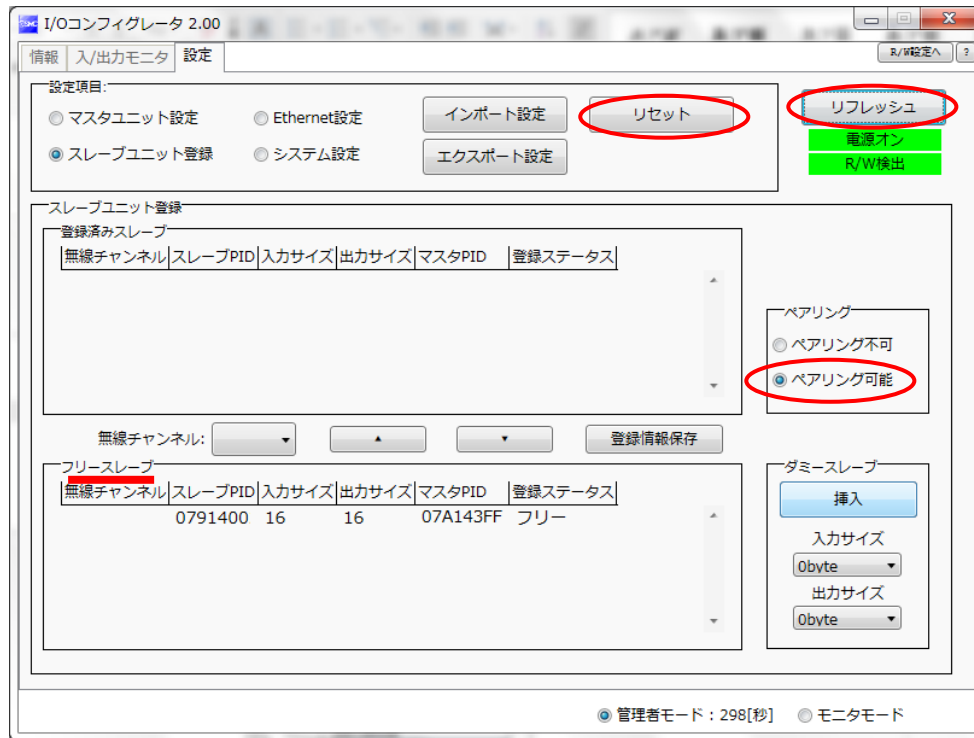 I/Oコンフィグレータ 2.00
情報 入/出力モニタ 設定
R/W設定へ ?
設定項目:
マスタユニット設定 Ethernet設定 インポート設定 リセット リフレッシュ
電源オン
スレーブユニット登録 システム設定 エクスポート設定 R/W検出
スレーブユニット登録
登録済みスレーブ
無線チャンネル スレーブPID 入力サイズ 出力サイズ マスタPID 登録ステータス
ペアリング
ペアリング不可
ペアリング可能
無線チャンネル: 登録情報保存
フリースレーブ ダミースレーブ
無線チャンネル スレーブPID 入力サイズ 出力サイズ マスタPID 登録ステータス 挿入
0791400 16 16 07A143FF フリー
入力サイズ
0byte
出力サイズ
0byte
管理者モード：298[秒] モニタモード